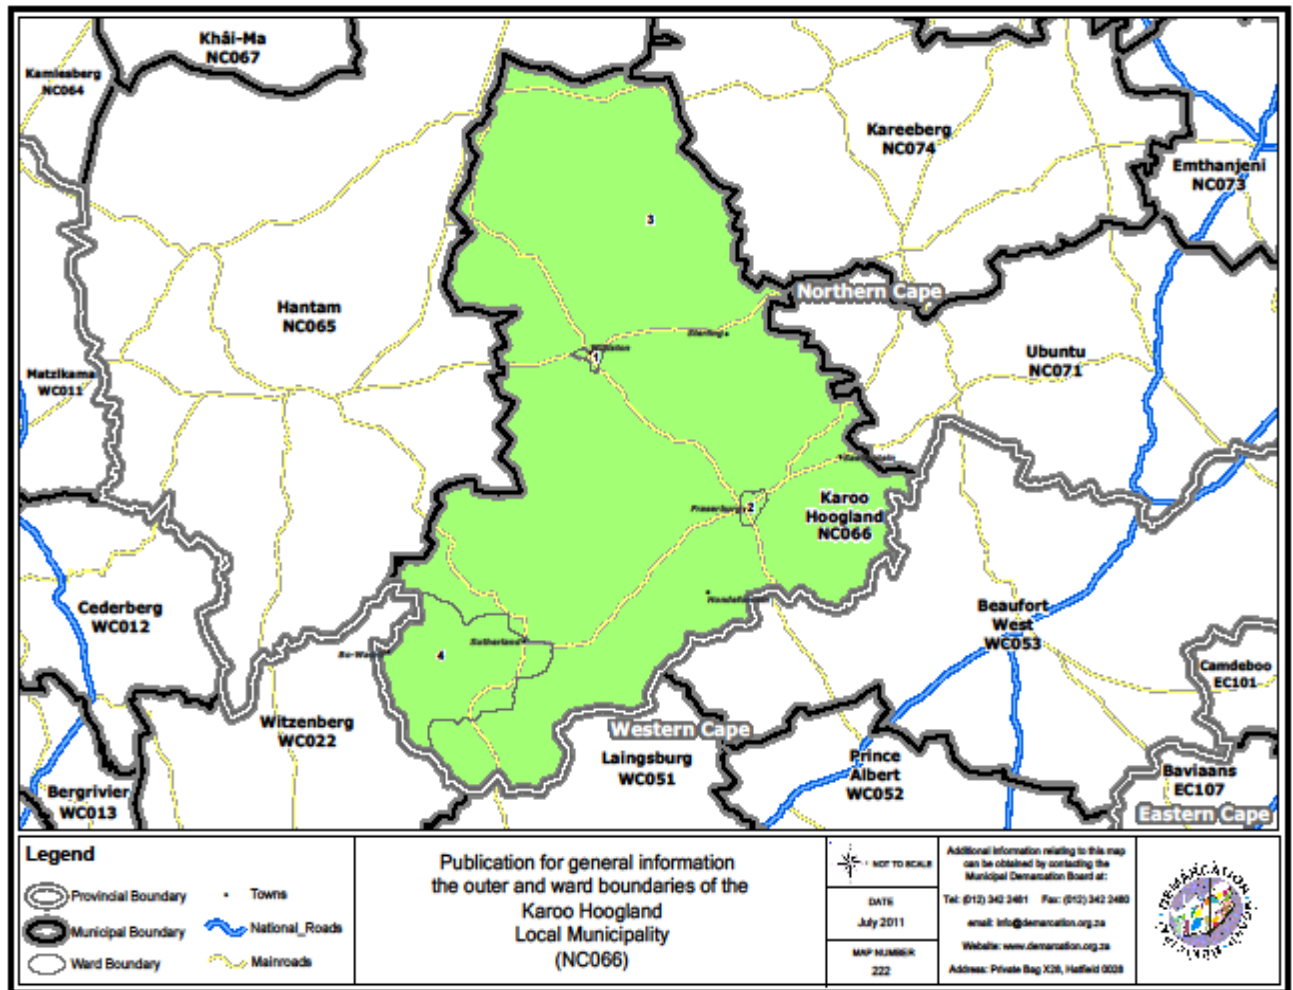 Khâi-Ma
NC067
Kamiesberg
NC064
Kareeberg
NC074
Emthanjeni
NC073
3
Northern Cape
Hantam
NC065
Ubuntu
NC071
Matzikama
WC011
1
Karoo
Hoogland
NC066
Fraserburg
2
Cederberg
WC012
Beaufort
West
WC053
Sutherland
4
Camdeboo
EC101
Witzenberg
WC022
Western Cape
Laingsburg
WC051
Prince
Albert
WC052
Baviaans
EC107
Bergrivier
WC013
Eastern Cape
Legend
Provincial Boundary
Towns
Municipal Boundary
National_Roads
Ward Boundary
Mainroads
Publication for general information
the outer and ward boundaries of the
Karoo Hoogland
Local Municipality
(NC066)
NOT TO SCALE
DATE
July 2011
MAP NUMBER
222
Additional information relating to this map
can be obtained by contacting the
Municipal Demarcation Board at:
Tel: (012) 342 2481 Fax: (012) 342 2480
email: info@demarcation.org.za
Website: www.demarcation.org.za
Address: Private Bag X28, Hatfield 0028